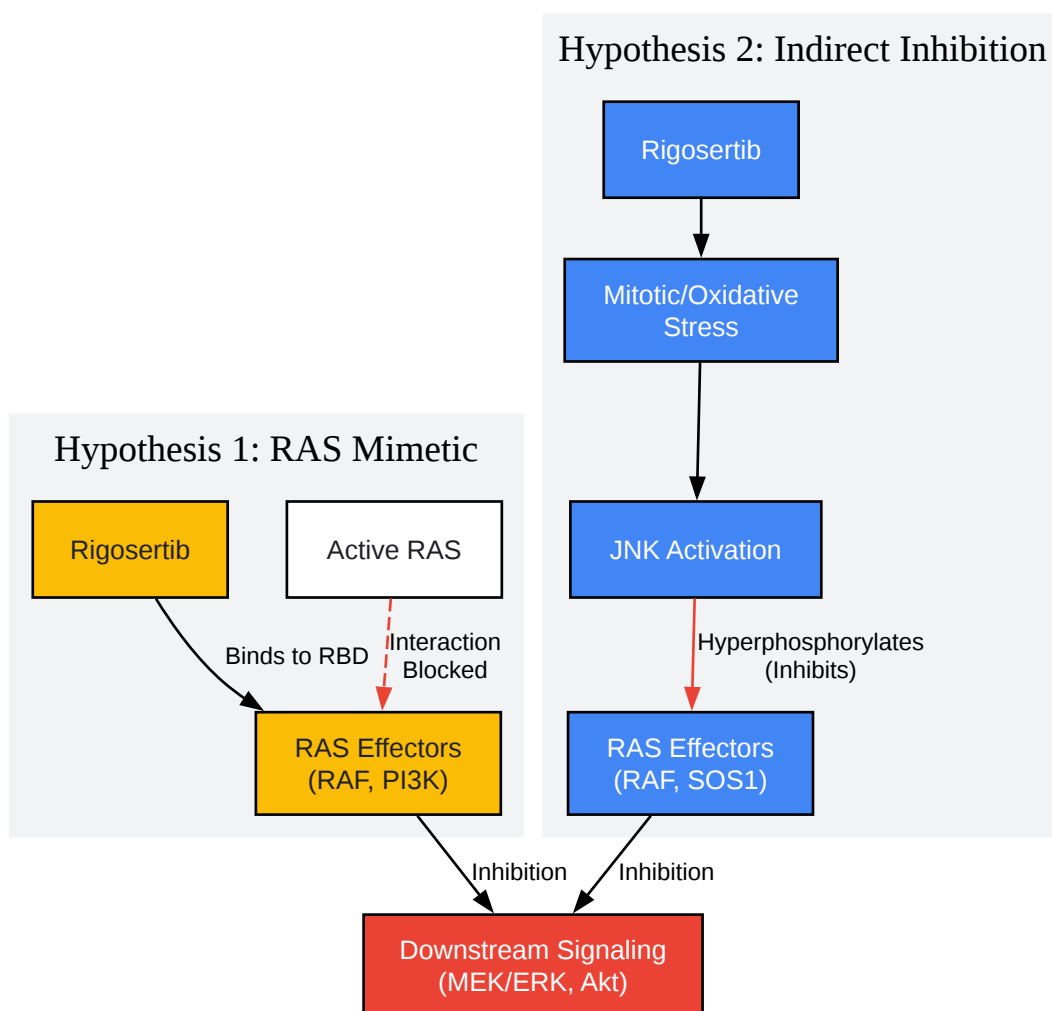 Hypothesis 2: Indirect Inhibition
Rigosertib
Mitotic/Oxidative
Stress
JNK Activation
Hyperphosphorylates
(Inhibits)
RAS Effectors
(RAF, SOS1)
Hypothesis 1: RAS Mimetic
Rigosertib
Active RAS
Binds to RBD
Interaction
Blocked
RAS Effectors
(RAF, PI3K)
Inhibition
Inhibition
Downstream Signaling
(MEK/ERK, Akt)